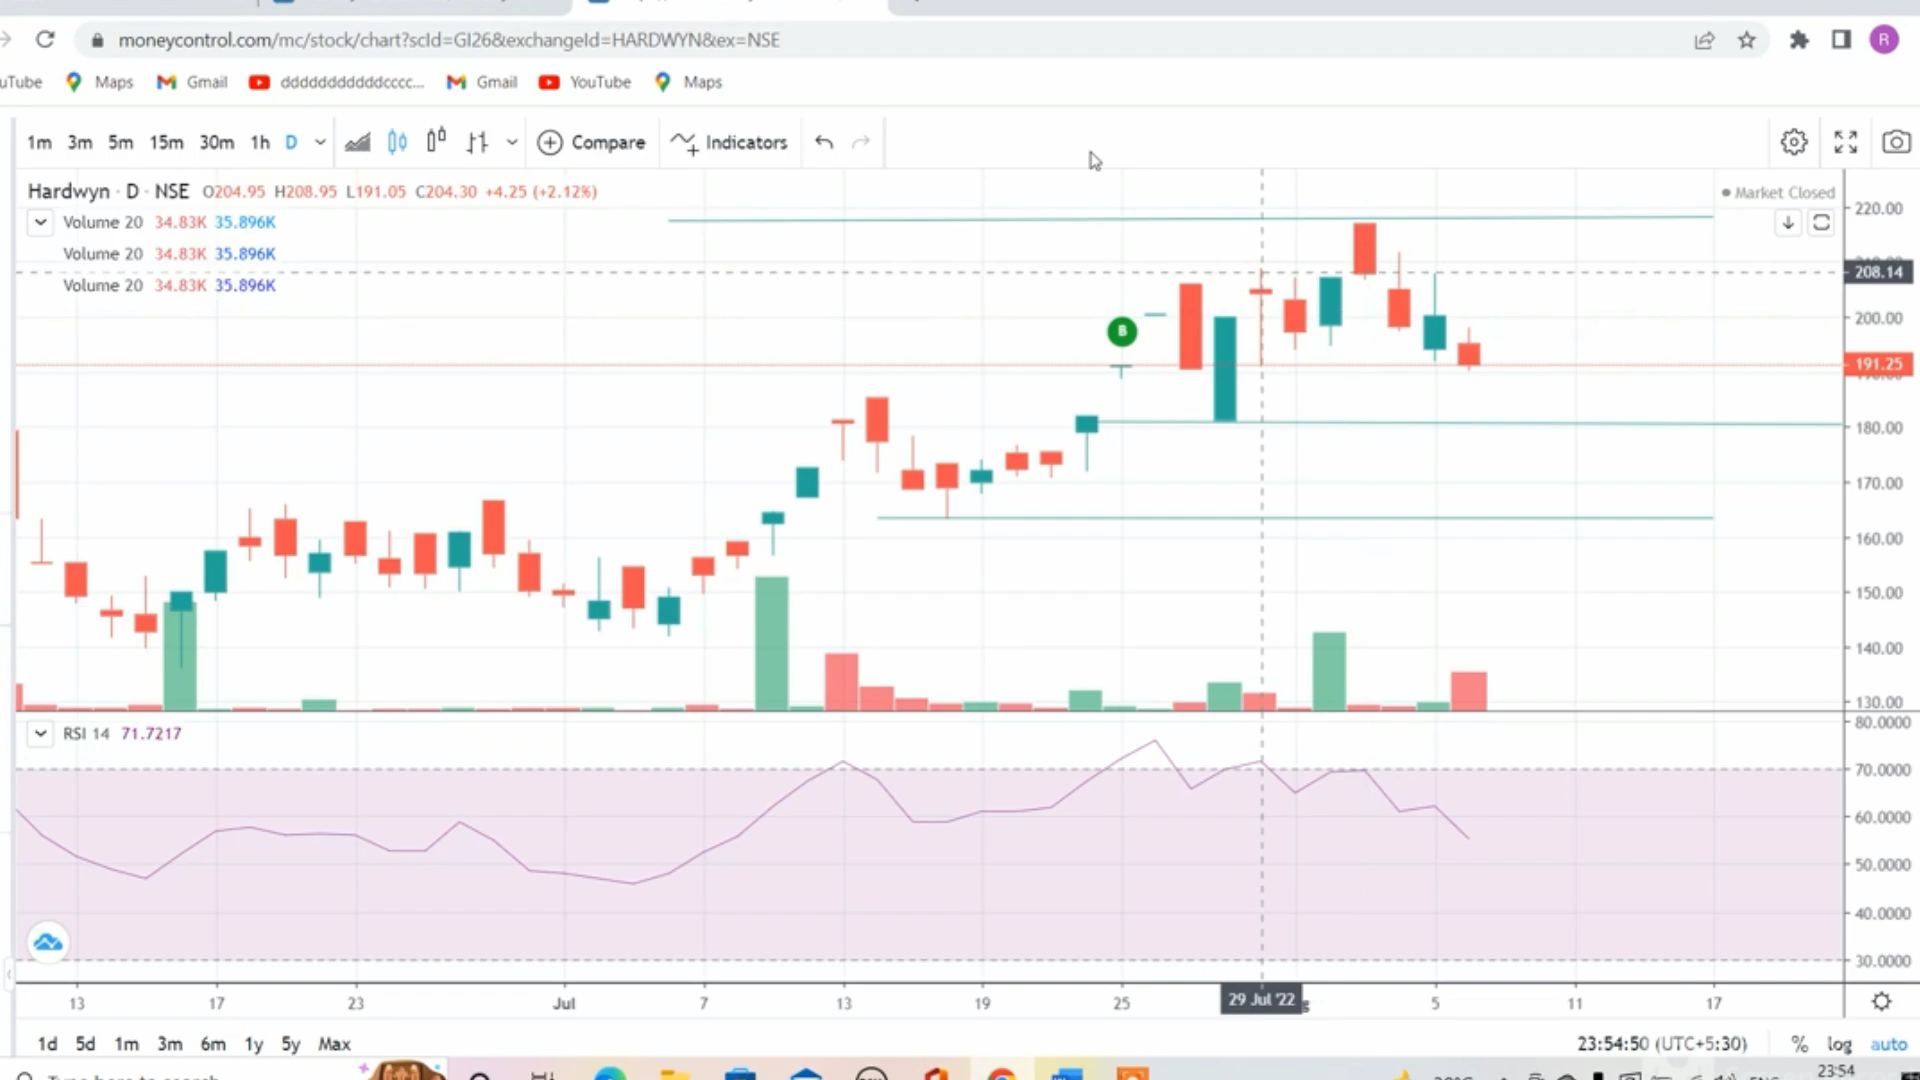 moneycontrol.com/mc/stock/chart?scId=GI26&exchangeId=HARDWYN&ex=NSE
R
uTube Maps Gmail dddddddddddcccc... Gmail YouTube Maps
1m 3m 5m 15m 30m 1h D Compare Indicators
Hardwyn · D · NSE O204.95 H208.95 L191.05 C204.30 +4.25 (+2.12%)
Market Closed
Volume 20 34.83K 35.896K
Volume 20 34.83K 35.896K
Volume 20 34.83K 35.896K
220.00
208.14
200.00
B
191.25
180.00
170.00
160.00
150.00
140.00
130.00
80.0000
RSI 14 71.7217
70.0000
60.0000
50.0000
40.0000
30.0000
13 17 23 Jul 7 13 19 25 29 Jul '22 5 11 17
1d 5d 1m 3m 6m 1y 5y Max
23:54:50 (UTC+5:30) % log auto
Type here to search
23:54